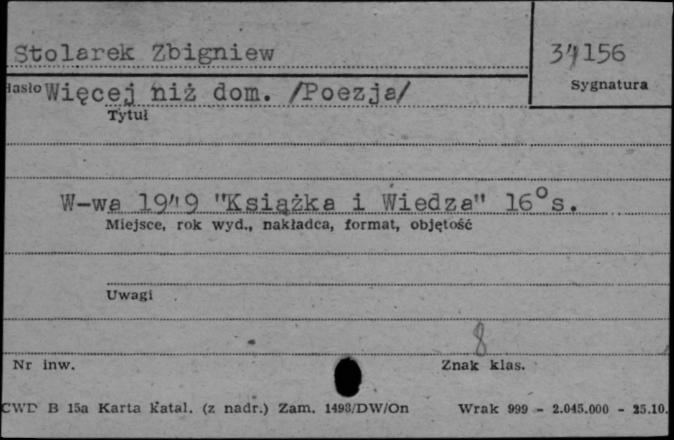 Stolarek Zbigniew
34156
Sygnatura
Hasło Więcej niż dom. /Poezja/
Tytuł
W-wa 1949 "Książka i Wiedza" 16° s.
Miejsce, rok wyd., nakładca, format, objętość
Uwagi
8
Nr inw.
Znak klas.
CWD B 15a Karta katal. (z nadr.) Zam. 1493/DW/On Wrak 999 - 2.045.000 - 25.10.